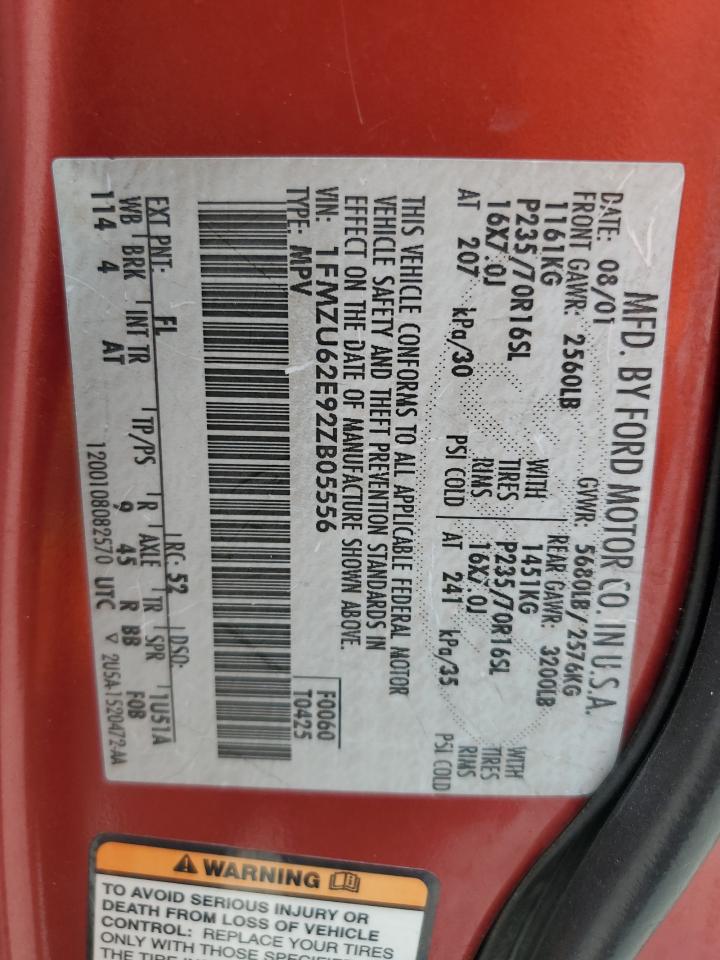 MFD. BY FORD MOTOR CO. IN U.S.A.
DATE: 08/01 GVWR: 5680LB / 2576KG
FRONT GAWR: 2560LB REAR GAWR: 3200LB
1161KG WITH 1451KG WITH
P235/70R16SL TIRES P235/70R16SL TIRES
16X7.0J RIMS 16X7.0J RIMS
AT 207 kPa/30 PSI COLD AT 241 kPa/35 PSI COLD
THIS VEHICLE CONFORMS TO ALL APPLICABLE FEDERAL MOTOR
VEHICLE SAFETY AND THEFT PREVENTION STANDARDS IN
EFFECT ON THE DATE OF MANUFACTURE SHOWN ABOVE.
VIN: 1FMZU62E92ZB05556 F0060
TYPE: MPV T0425
EXT PNT: FL RC: 52 DSO: 1U51A
WB BRK INT TR TP/PS R AXLE TR SPR F0B
114 4 AT 9 45 R BB
1200108082570 UTC ▽ 2U5A-1520472-AA
⚠ WARNING
TO AVOID SERIOUS INJURY OR
DEATH FROM LOSS OF VEHICLE
CONTROL: REPLACE YOUR TIRES
ONLY WITH THOSE
THE TIRE